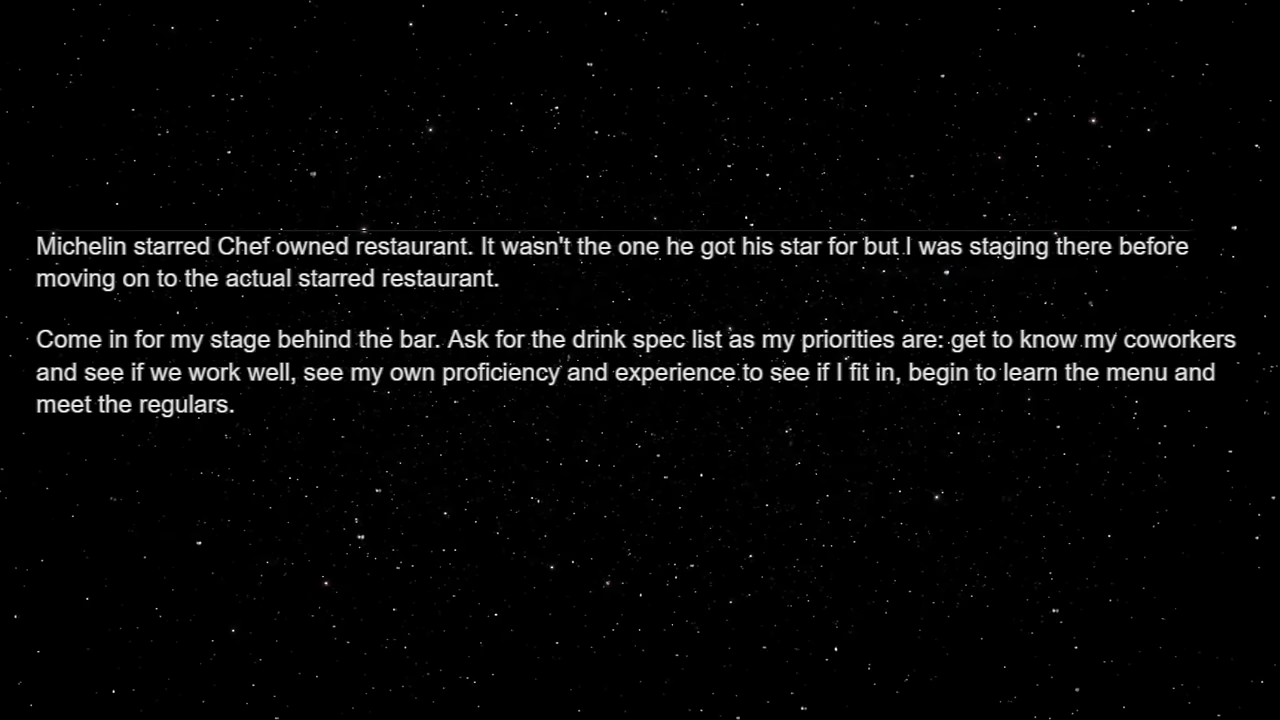 Michelin starred Chef owned restaurant. It wasn't the one he got his star for but I was staging there before
moving on to the actual starred restaurant.
Come in for my stage behind the bar. Ask for the drink spec list as my priorities are: get to know my coworkers
and see if we work well, see my own proficiency and experience to see if I fit in, begin to learn the menu and
meet the regulars.